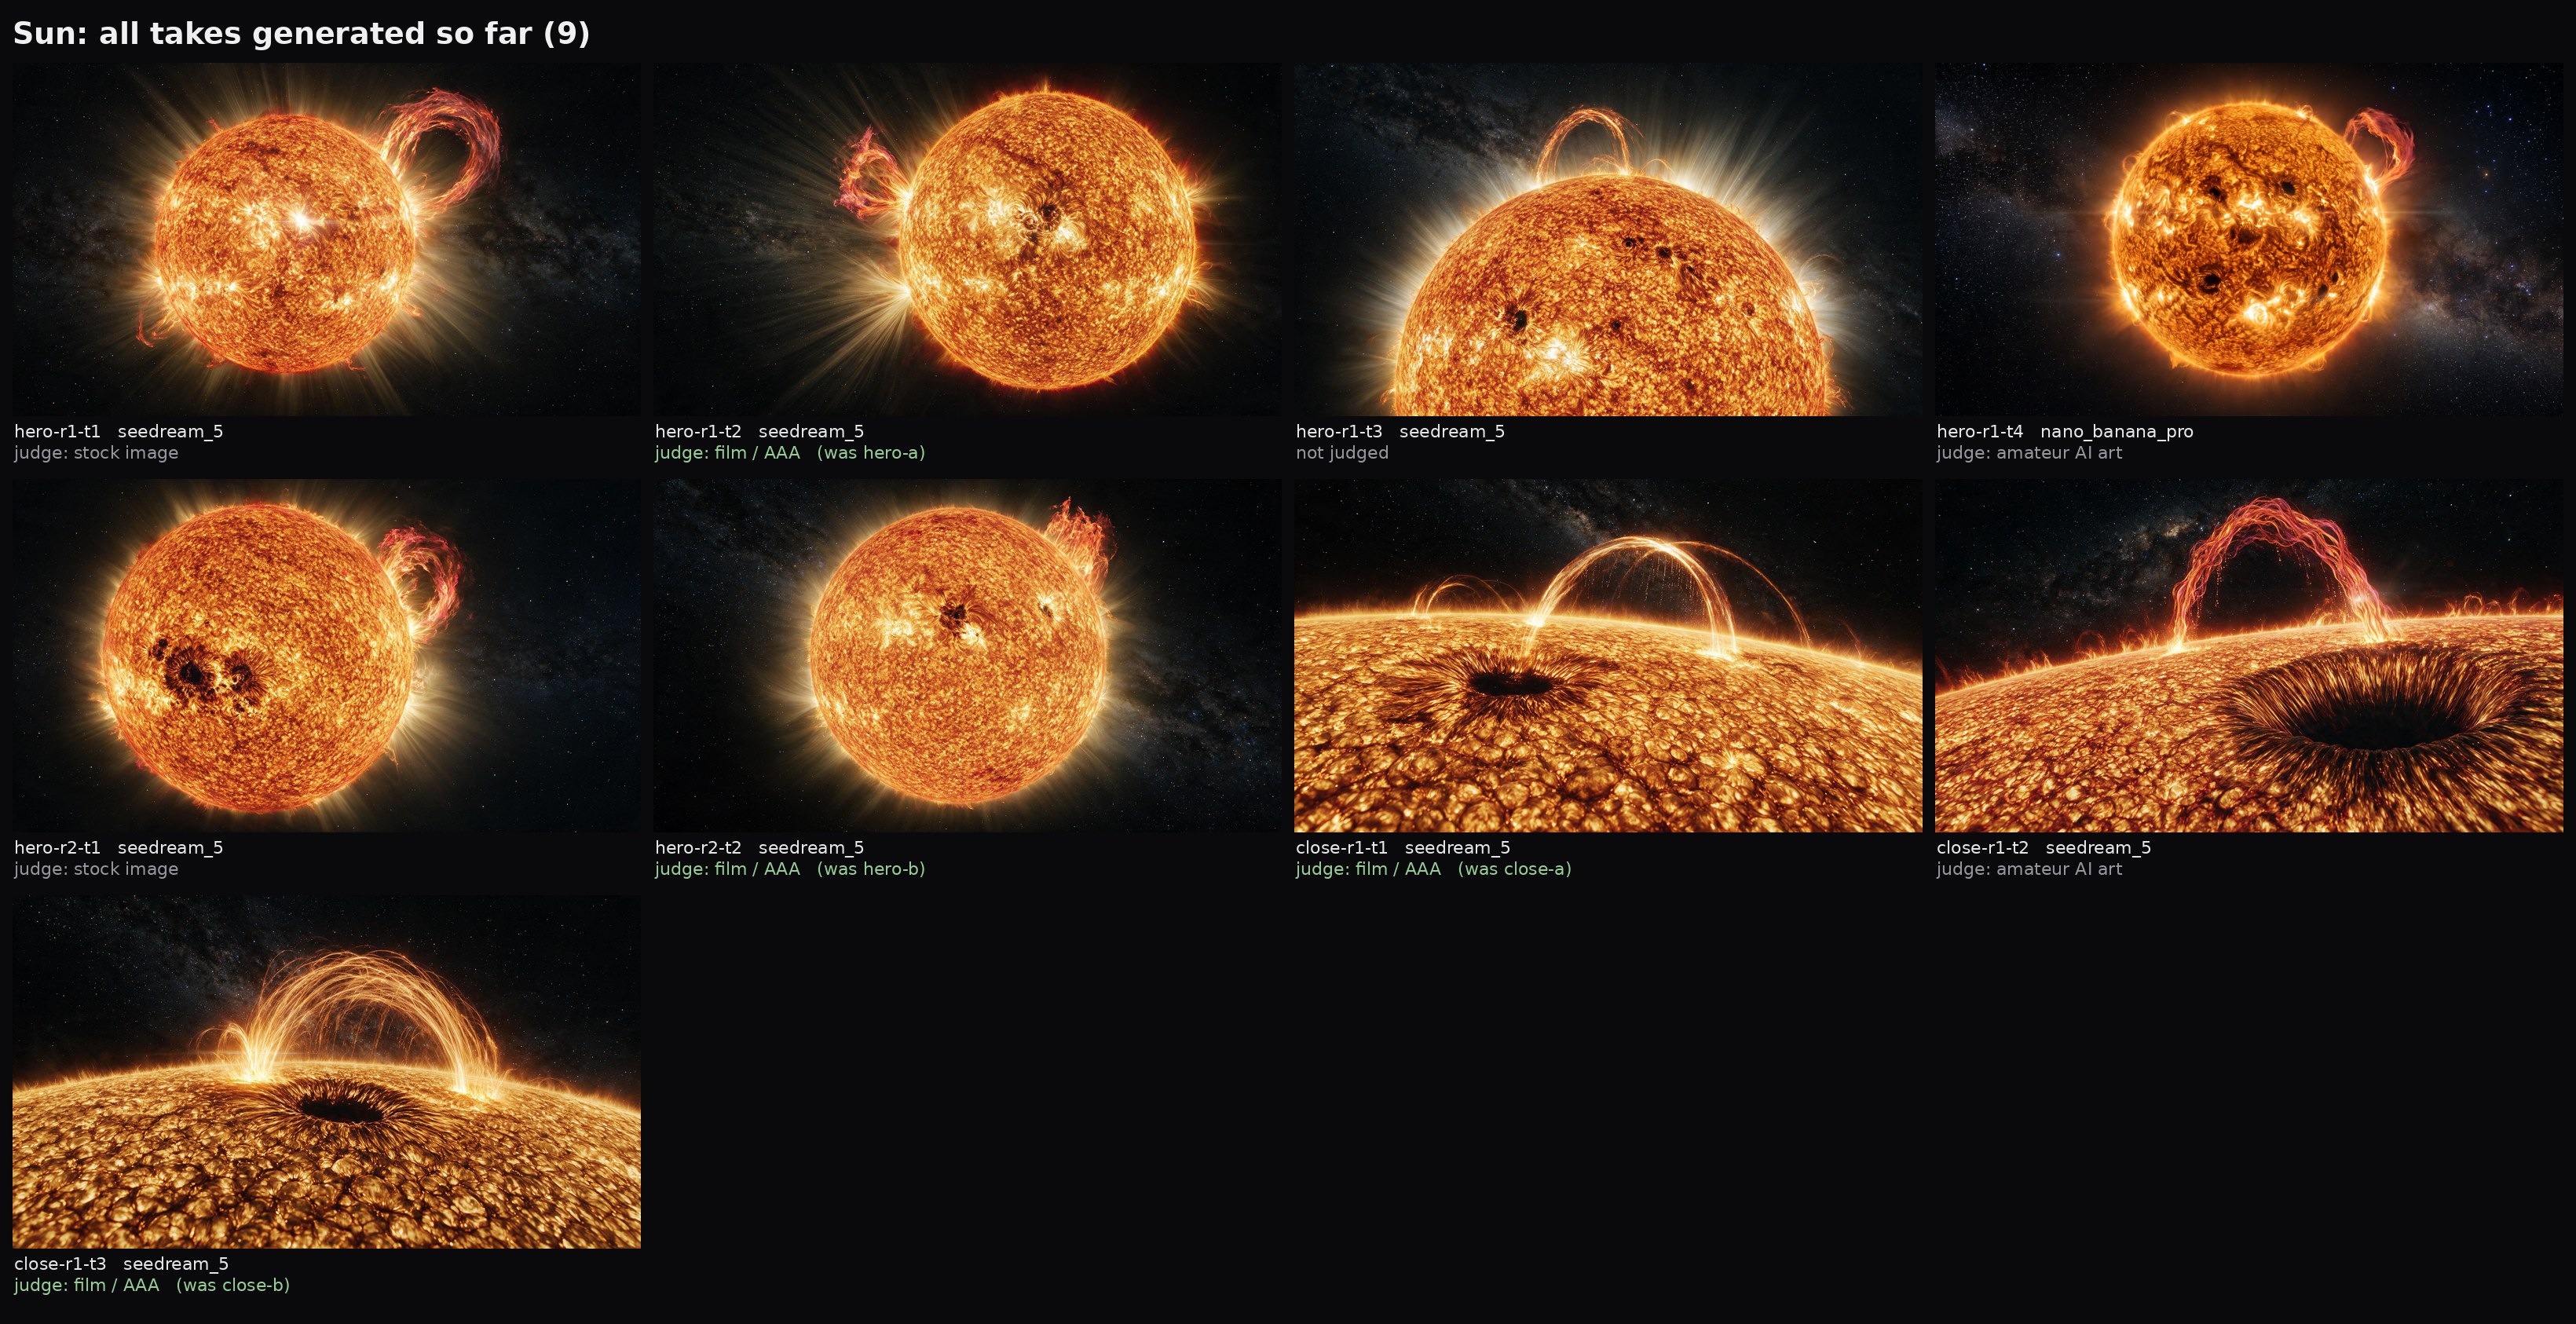 Sun: all takes generated so far (9)
hero-r1-t1 seedream_5
judge: stock image
hero-r1-t2 seedream_5
judge: film / AAA (was hero-a)
hero-r1-t3 seedream_5
not judged
hero-r1-t4 nano_banana_pro
judge: amateur AI art
hero-r2-t1 seedream_5
judge: stock image
hero-r2-t2 seedream_5
judge: film / AAA (was hero-b)
close-r1-t1 seedream_5
judge: film / AAA (was close-a)
close-r1-t2 seedream_5
judge: amateur AI art
close-r1-t3 seedream_5
judge: film / AAA (was close-b)